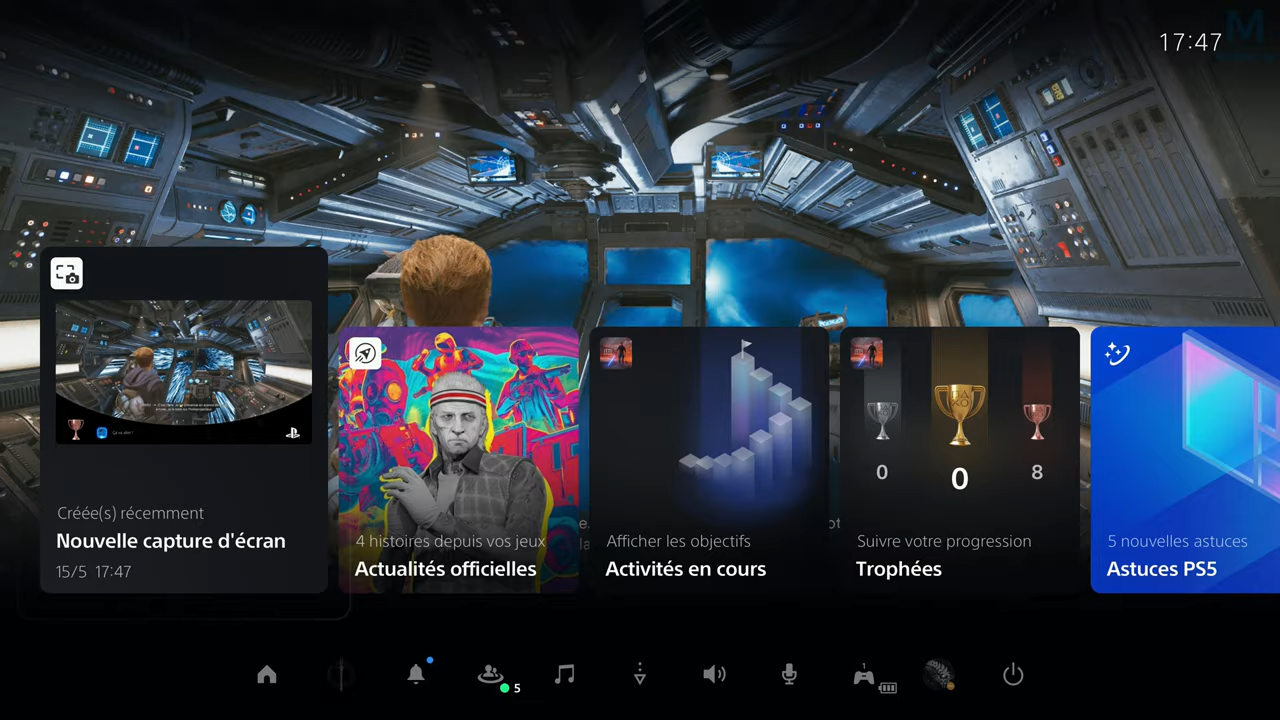 17:47
Créée(s) récemment
Nouvelle capture d'écran
15/5 17:47
4 histoires depuis vos jeux
Actualités officielles
Afficher les objectifs
Activités en cours
0
0
8
Suivre votre progression
Trophées
5 nouvelles astuces
Astuces PS5
5
1